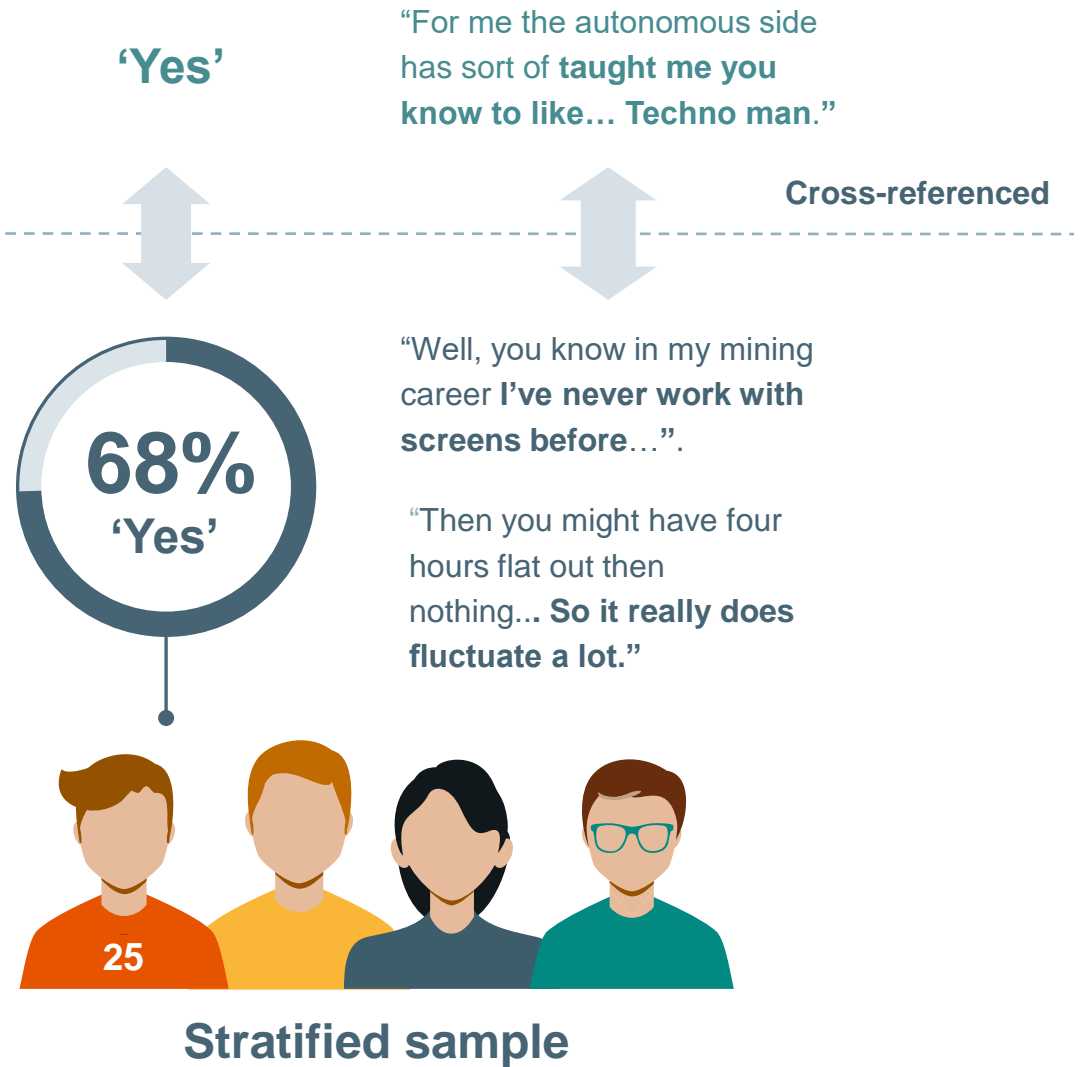 ‘Yes’
“For me the autonomous side
has sort of taught me you
know to like… Techno man.”
Cross-referenced
68%
‘Yes’
“Well, you know in my mining
career I’ve never work with
screens before…”.
“Then you might have four
hours flat out then
nothing... So it really does
fluctuate a lot.”
25
Stratified sample